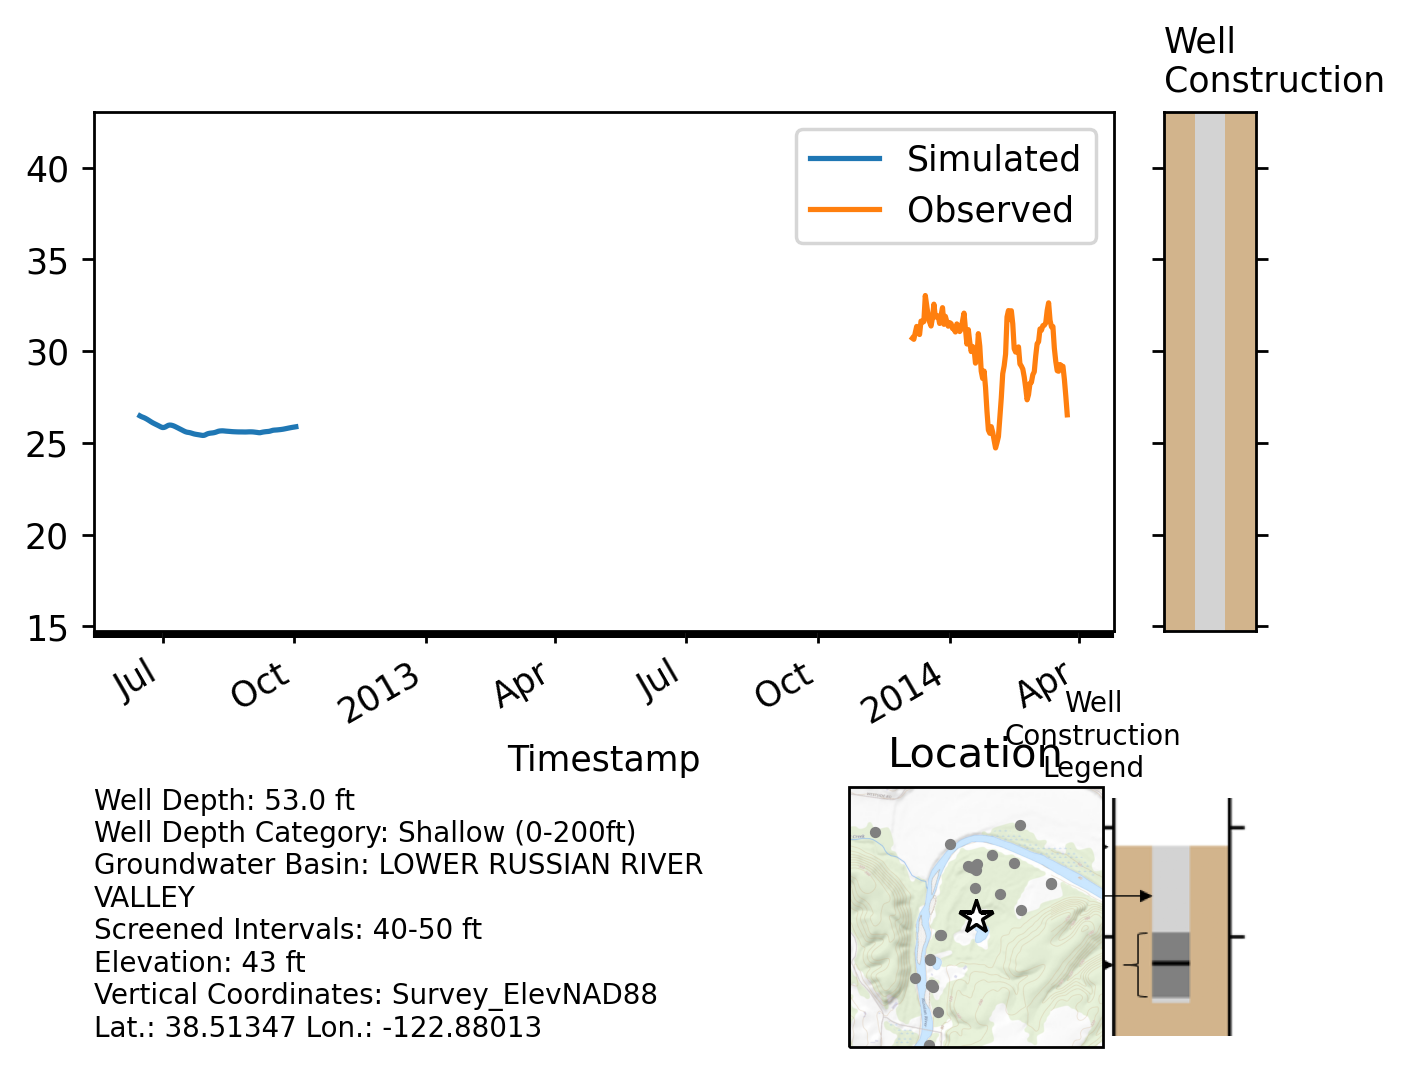 Well
Construction
Simulated
Observed
40
35
30
25
20
15
Jul
Oct
2013
Apr
Jul
Oct
2014
Apr
Timestamp
Well Depth: 53.0 ft
Well Depth Category: Shallow (0-200ft)
Groundwater Basin: LOWER RUSSIAN RIVER
VALLEY
Screened Intervals: 40-50 ft
Elevation: 43 ft
Vertical Coordinates: Survey_ElevNAD88
Lat.: 38.51347 Lon.: -122.88013
Location
Well
Construction
Legend